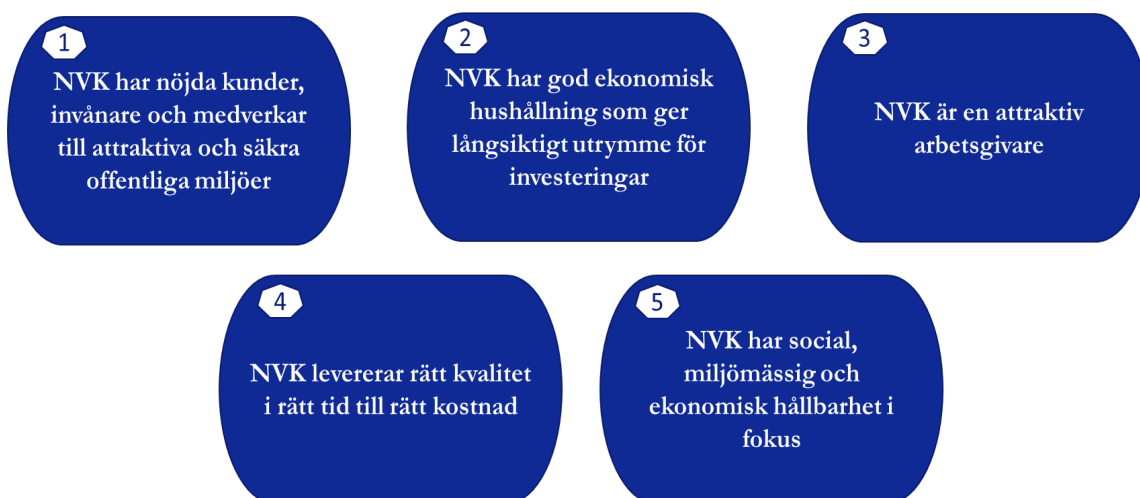 1
NVK har nöjda kunder,
invånare och medverkar
till attraktiva och säkra
offentliga miljöer
2
NVK har god ekonomisk
hushållning som ger
långsiktigt utrymme för
investeringar
3
NVK är en attraktiv
arbetsgivare
4
NVK levererar rätt kvalitet
i rätt tid till rätt kostnad
5
NVK har social,
miljömässig och
ekonomisk hållbarhet i
fokus